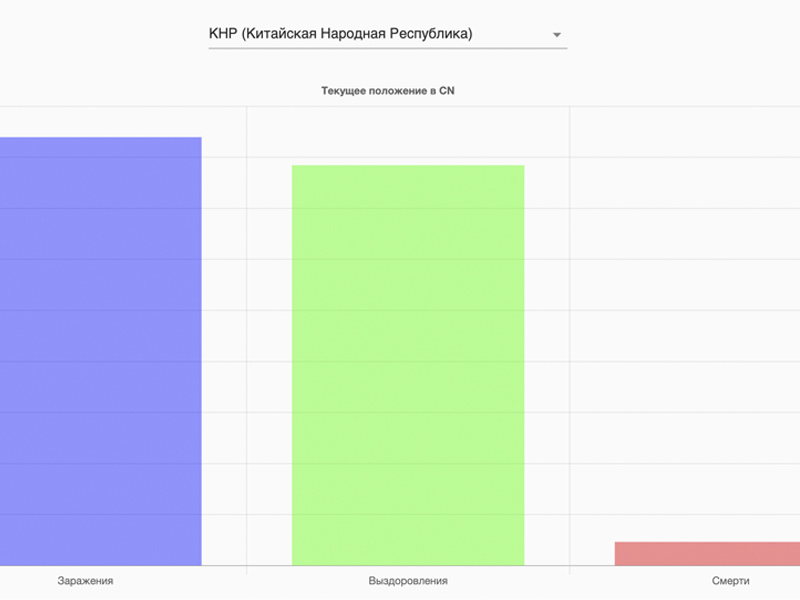 КНР (Китайская Народная Республика)
Текущее положение в CN
Заражения
Выздоровления
Смерти